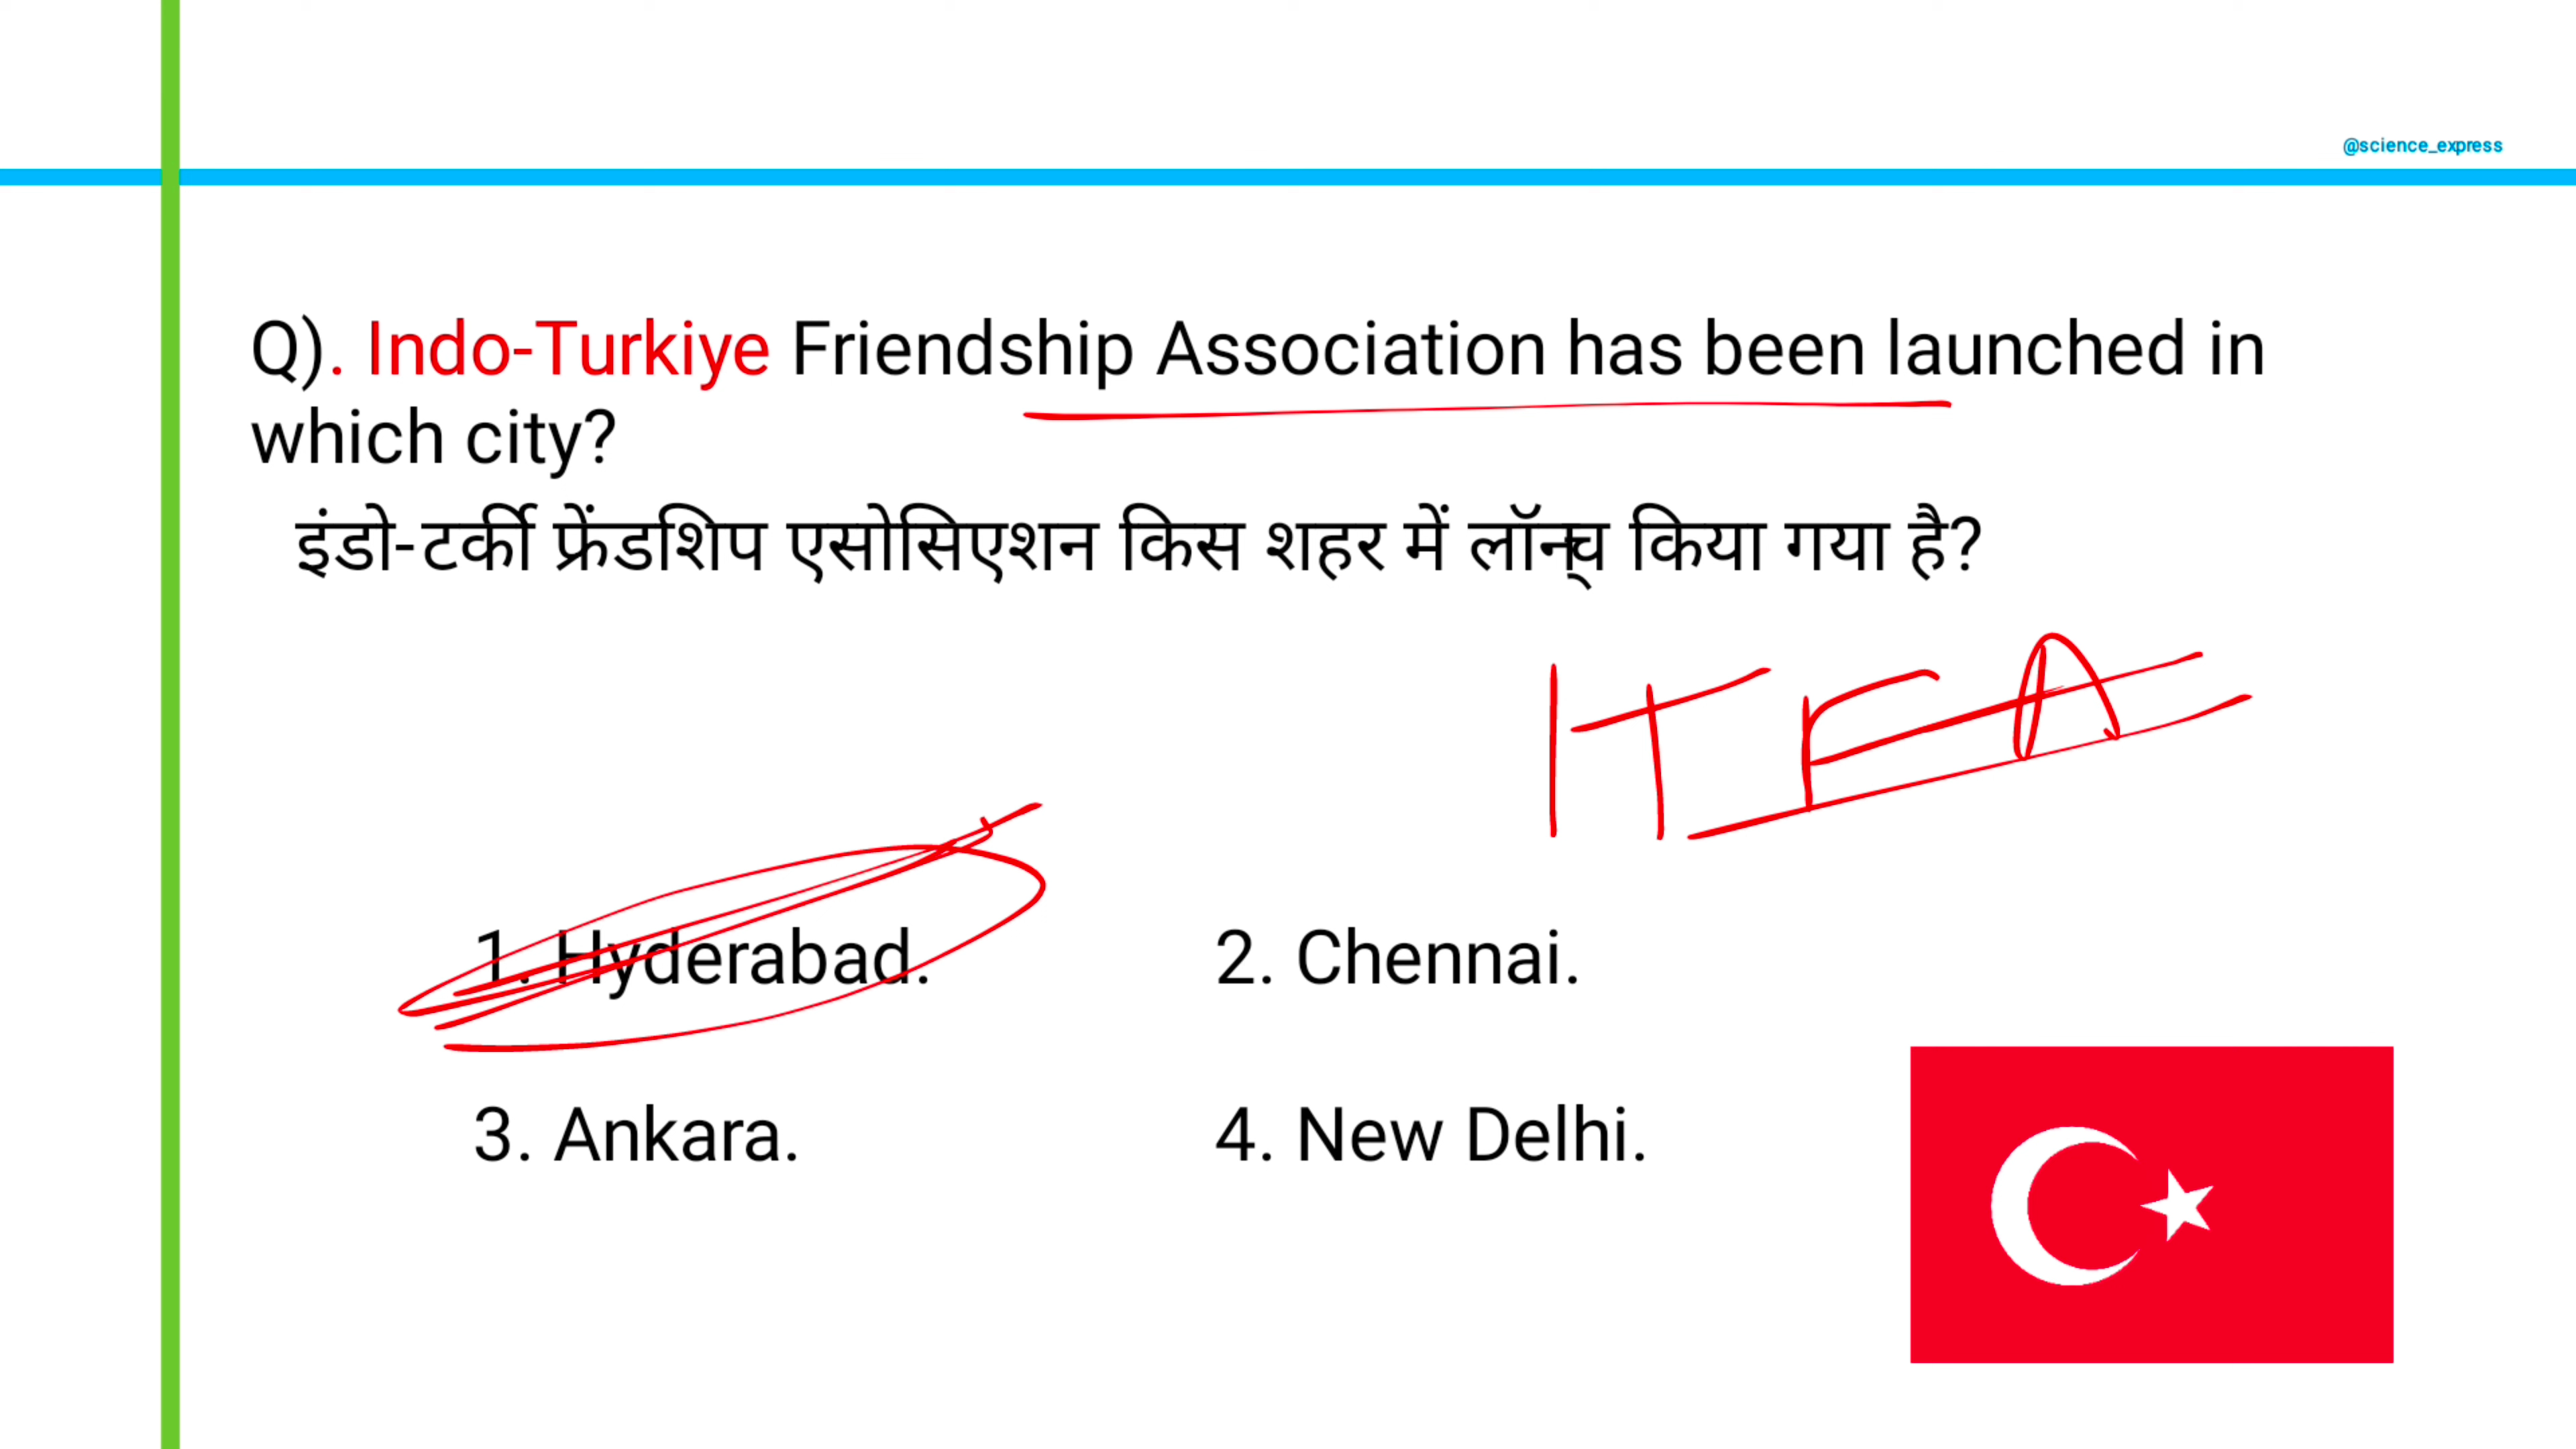 @science_express
Q). Indo-Turkiye Friendship Association has been launched in
which city?
इंडो-टर्की फ्रेंडशिप एसोसिएशन किस शहर में लॉन्च किया गया है?
ITFA
1. Hyderabad.
2. Chennai.
3. Ankara.
4. New Delhi.